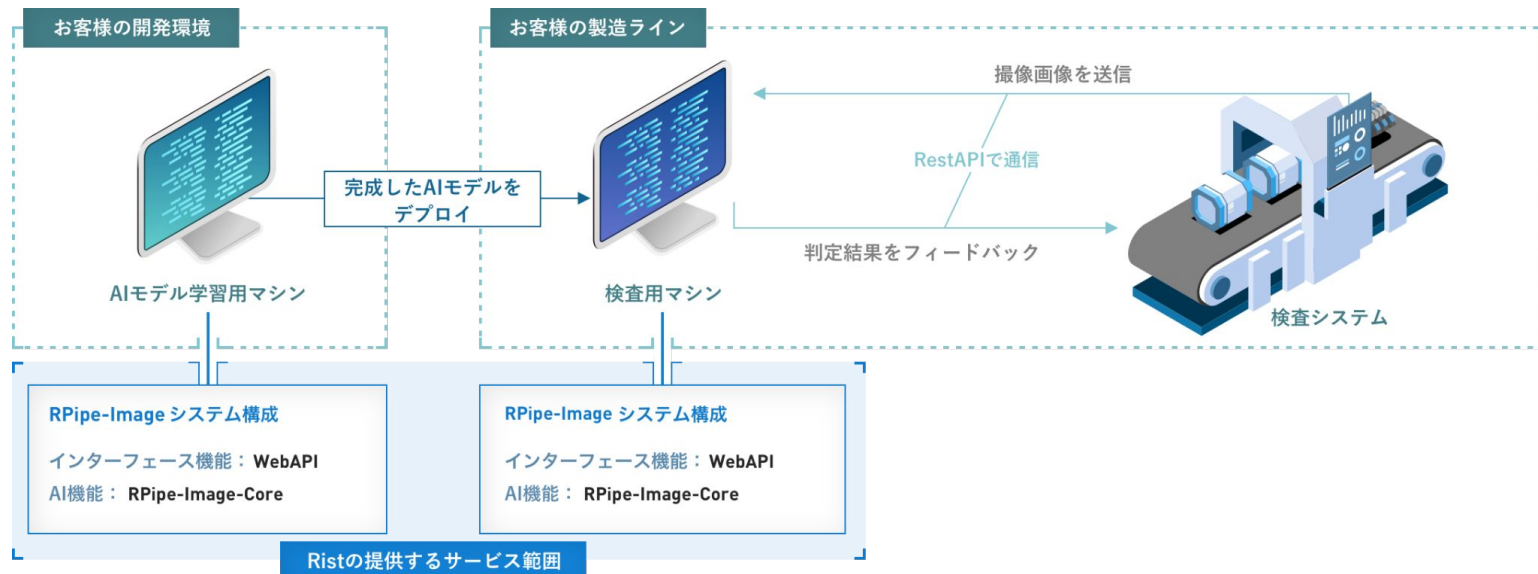 お客様の開発環境
お客様の製造ライン
撮像画像を送信
RestAPIで通信
完成したAIモデルを
デプロイ
判定結果をフィードバック
AIモデル学習用マシン
検査用マシン
検査システム
RPipe-Image システム構成
インターフェース機能： WebAPI
AI機能： RPipe-Image-Core
RPipe-Image システム構成
インターフェース機能： WebAPI
AI機能： RPipe-Image-Core
Ristの提供するサービス範囲